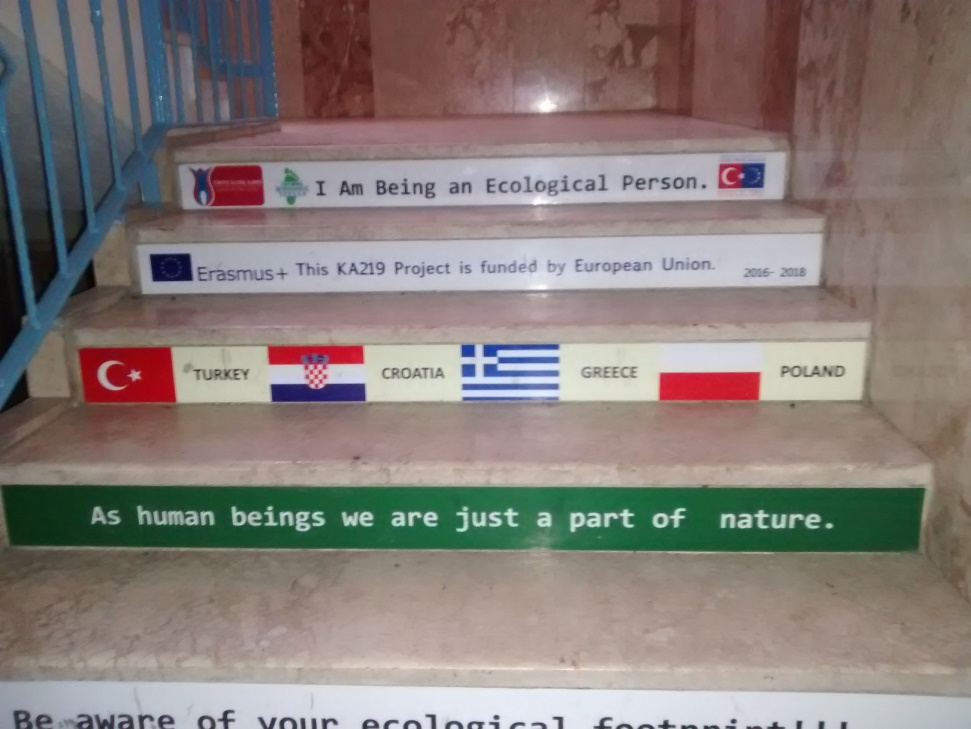 I Am Being an Ecological Person.
Erasmus+ This KA219 Project is funded by European Union. 2016- 2018
TURKEY CROATIA GREECE POLAND
As human beings we are just a part of nature.
Be aware of your ecological footprint!!!